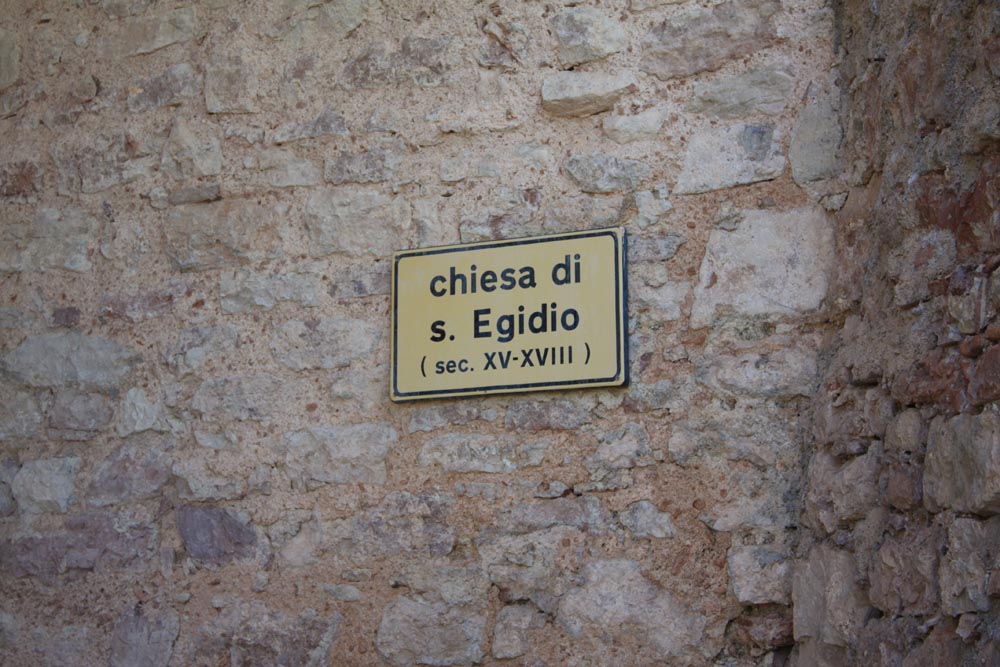 chiesa di
s. Egidio
( sec. XV-XVIII )